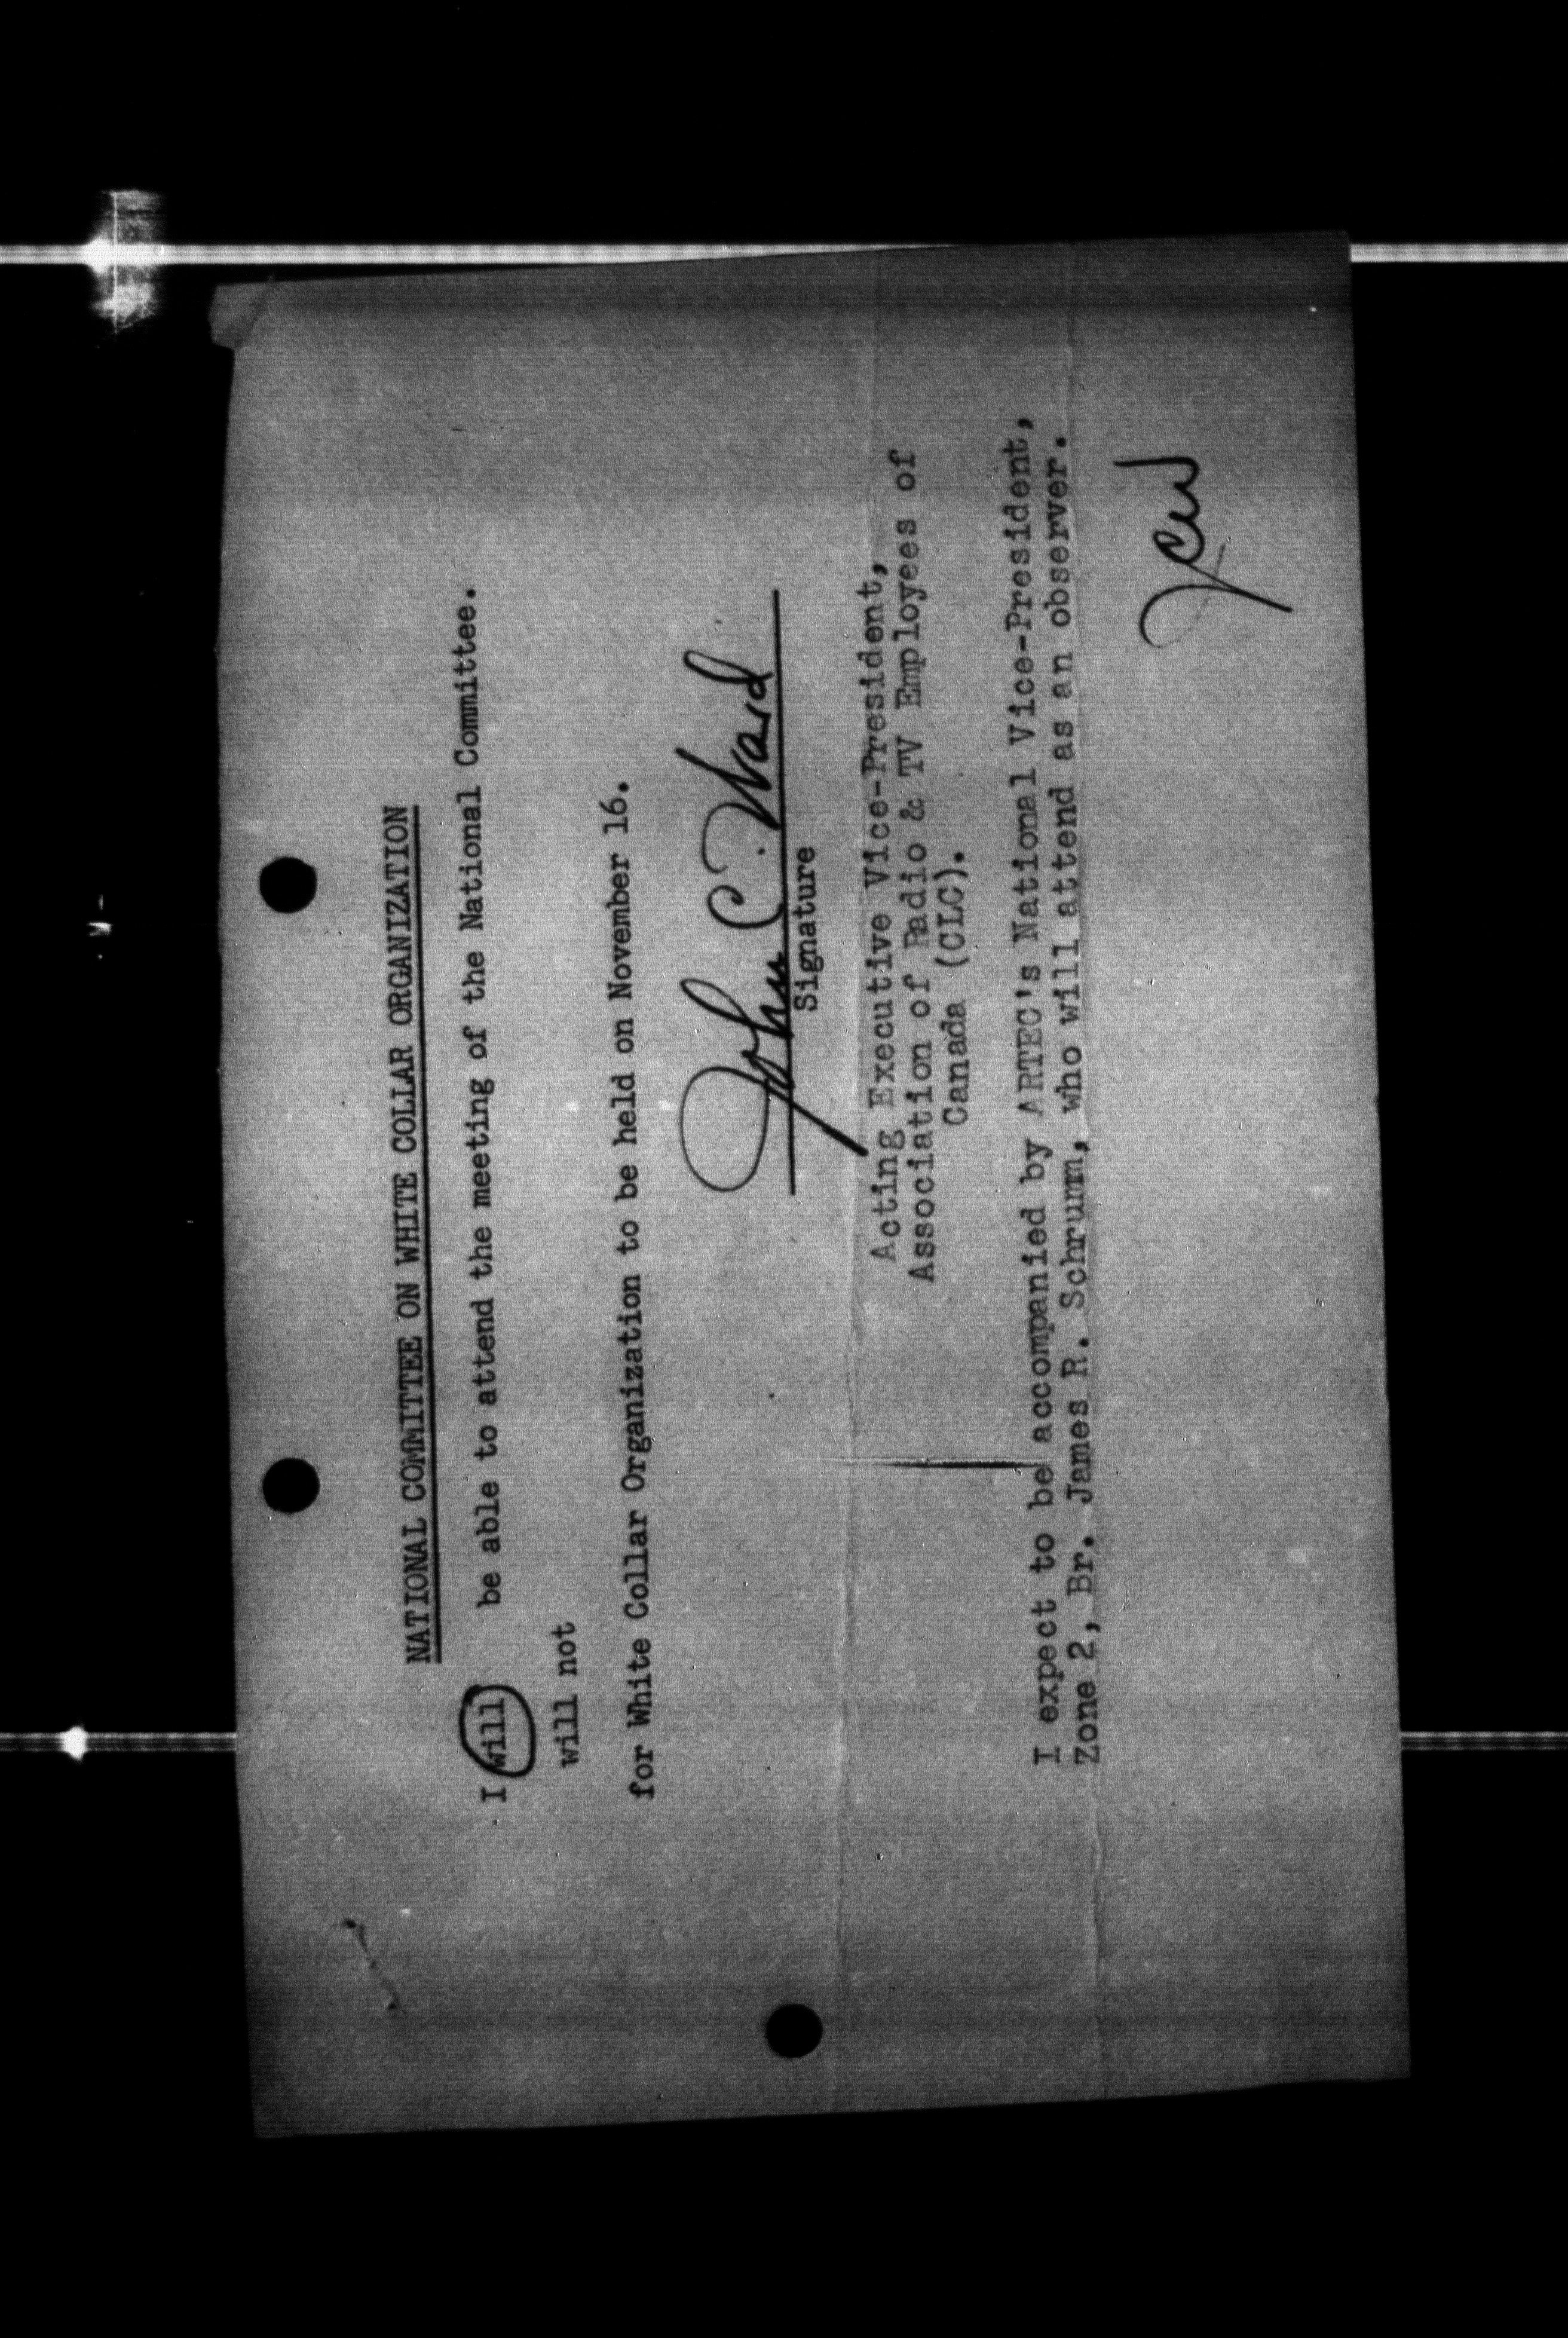 NATIONAL COMMITTEE ON WHITE COLLAR ORGANIZATION
I will be able to attend the meeting of the National Committee.
will not
for White Collar Organization to be held on November 16.
John C. Ward
Signature
Acting Executive Vice-President,
Association of Radio & TV Employees of
Canada (CLC).
I expect to be accompanied by ARTEC's National Vice-President,
Zone 2, Br. James R. Schrumm, who will attend as an observer.
JCW